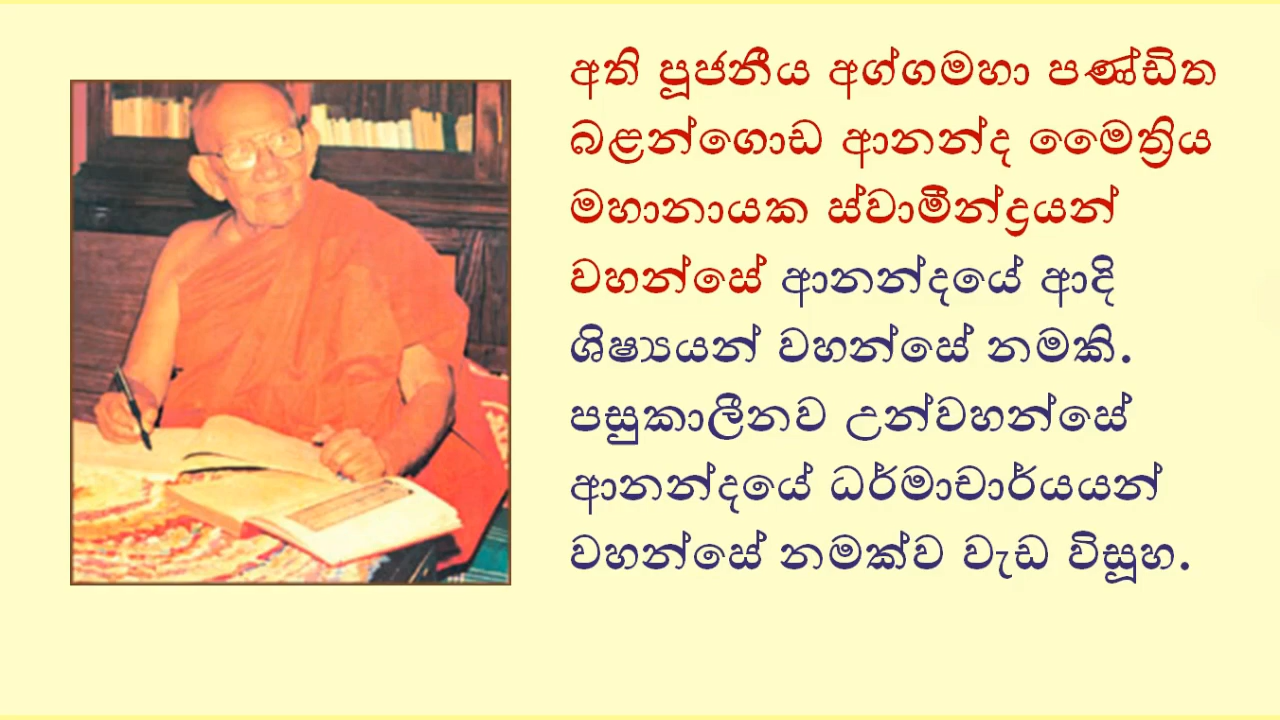 අති පූජනීය අග්ගමහා පණ්ඩිත
බළන්ගොඩ ආනන්ද මෛත්‍රිය
මහානායක ස්වාමීන්ද්‍රයන්
වහන්සේ ආනන්දයේ ආදි
ශිෂ්‍යයන් වහන්සේ නමකි.
පසුකාලීනව උන්වහන්සේ
ආනන්දයේ ධර්මාචාර්යයන්
වහන්සේ නමක්ව වැඩ විසූහ.